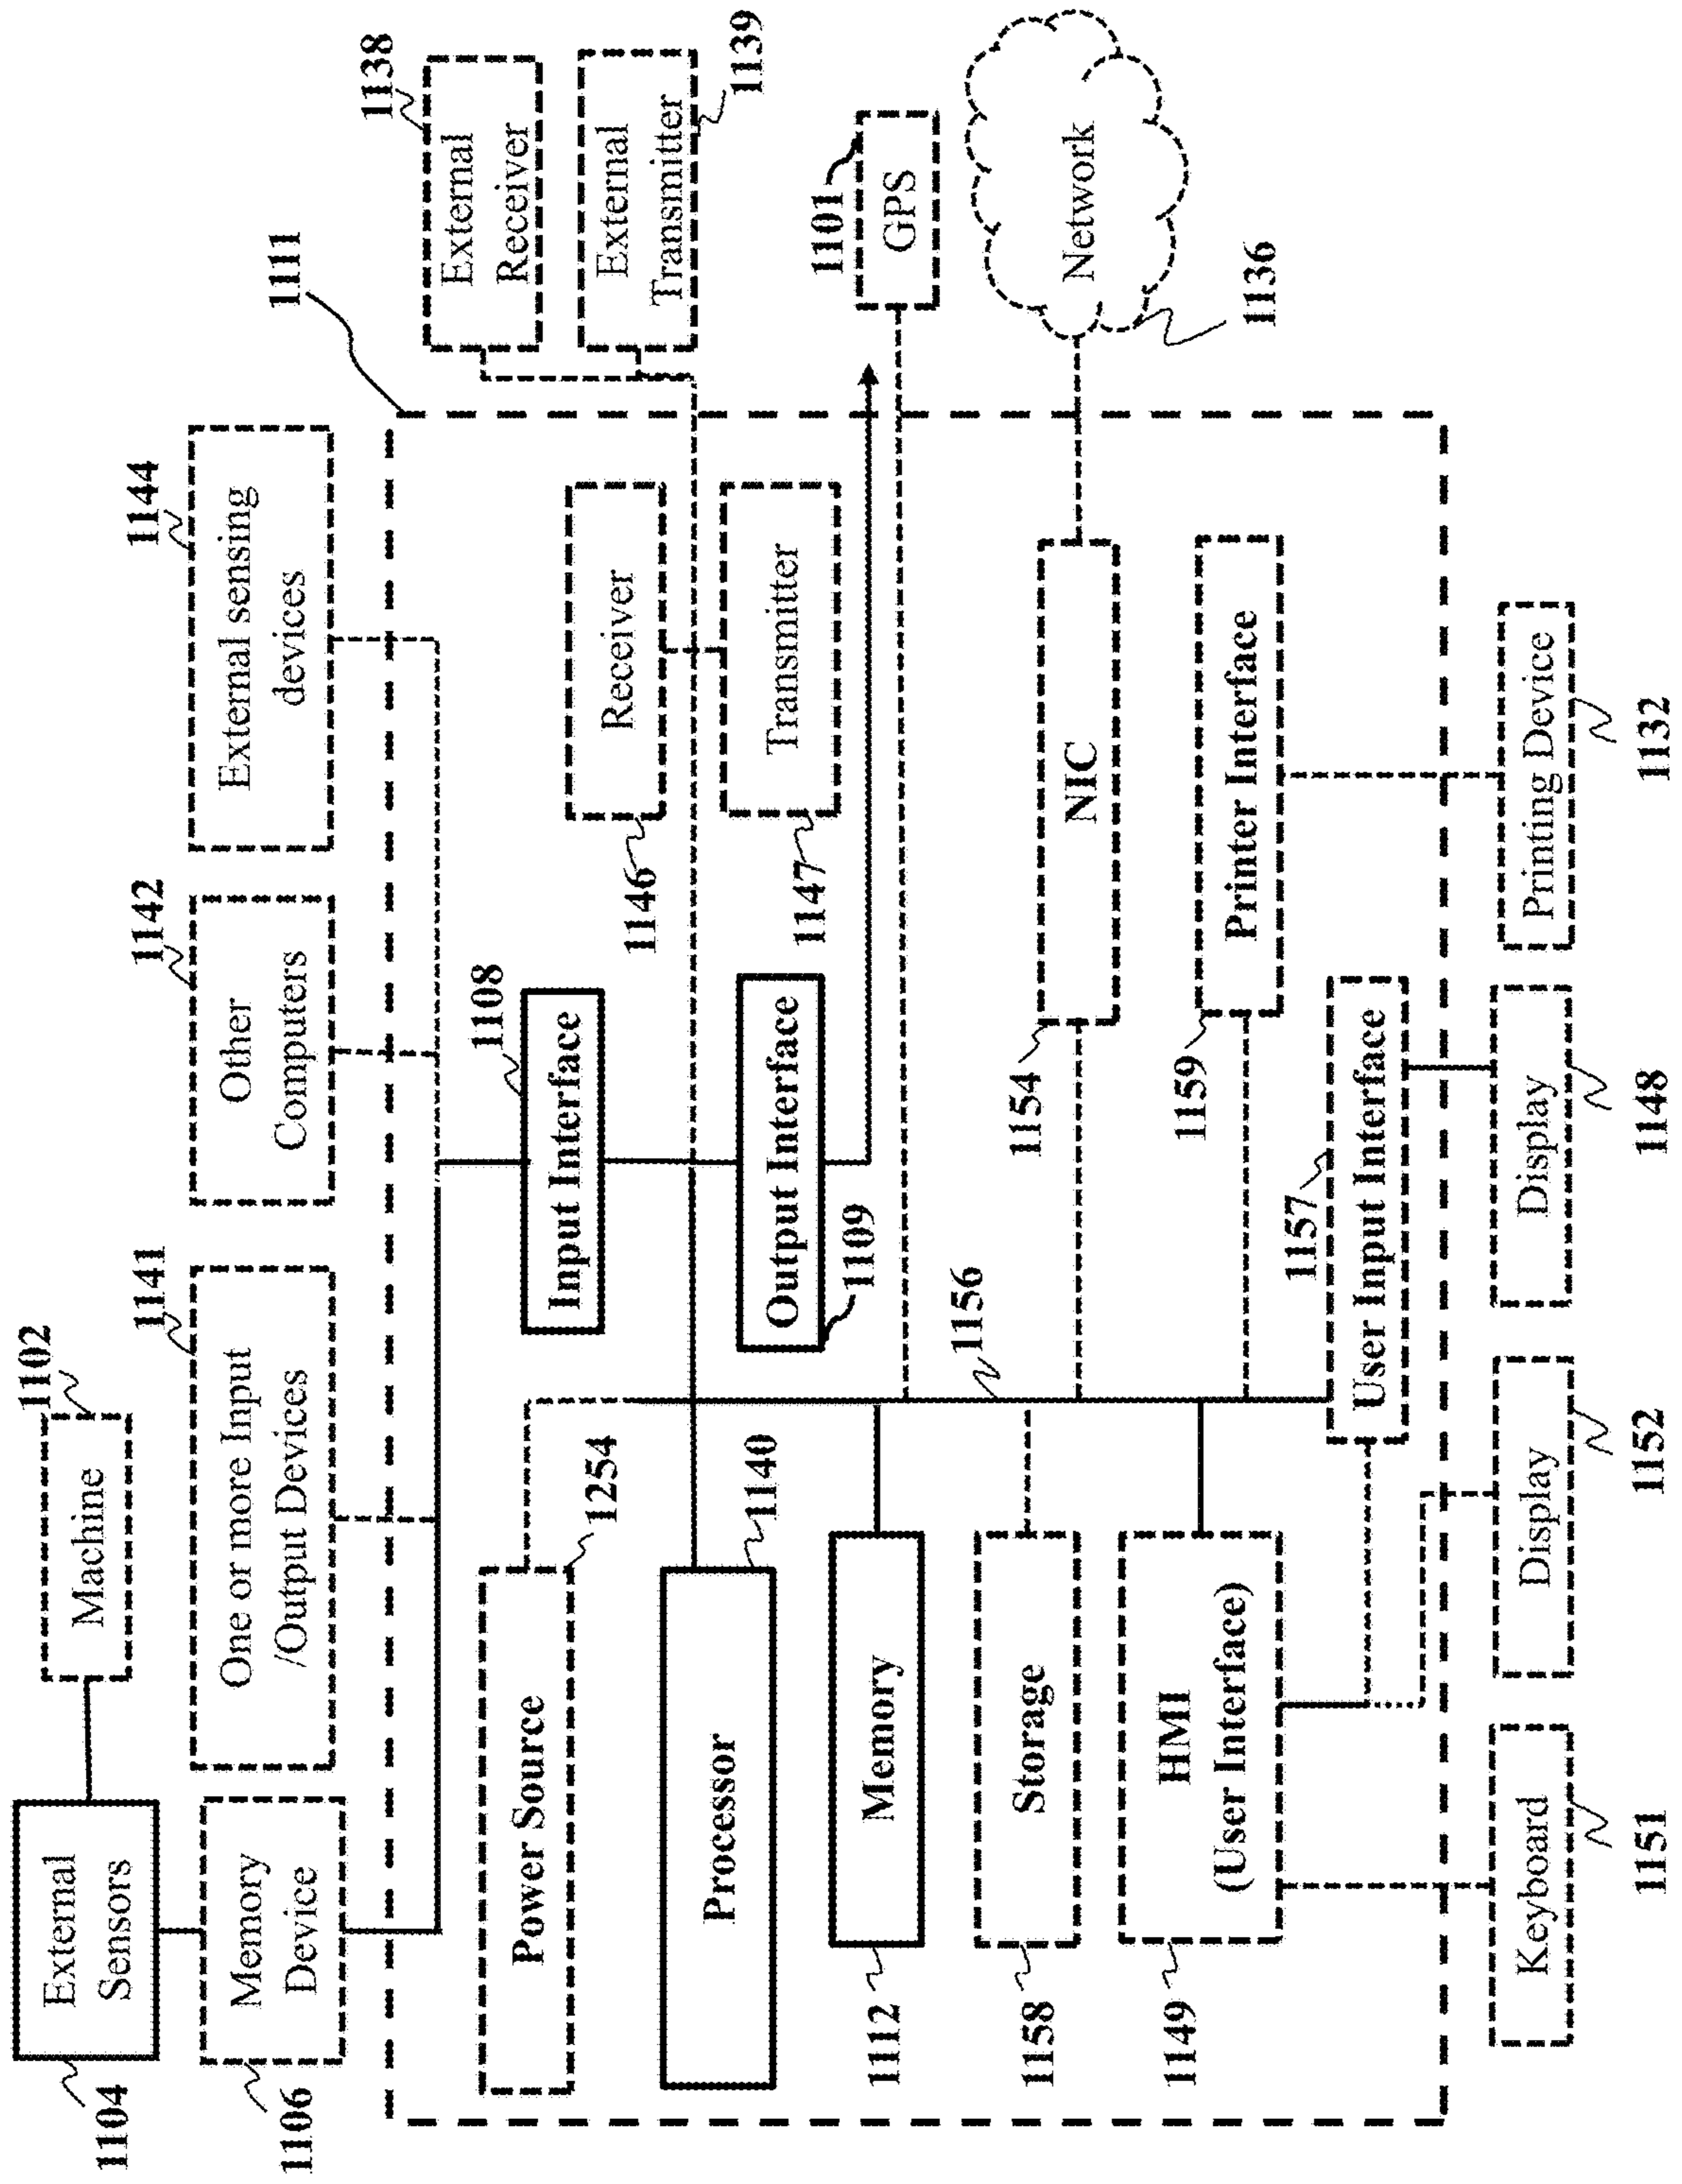 1104
External
Sensors
1102
Machine
1106
Memory
Device
1141
One or more Input
/Output Devices
1142
Other
Computers
1144
External sensing
devices
1111
1138
External
Receiver
External
Transmitter
1139
1101
GPS
Network
1136
Power Source
1254
Processor
1140
1112
Memory
1158
Storage
1149
HMI
(User Interface)
1108
Input Interface
Output Interface
1109
1146
Receiver
1147
Transmitter
1156
1154
NIC
1159
Printer Interface
1157
User Input Interface
Keyboard
1151
Display
1152
Display
1148
Printing Device
1132